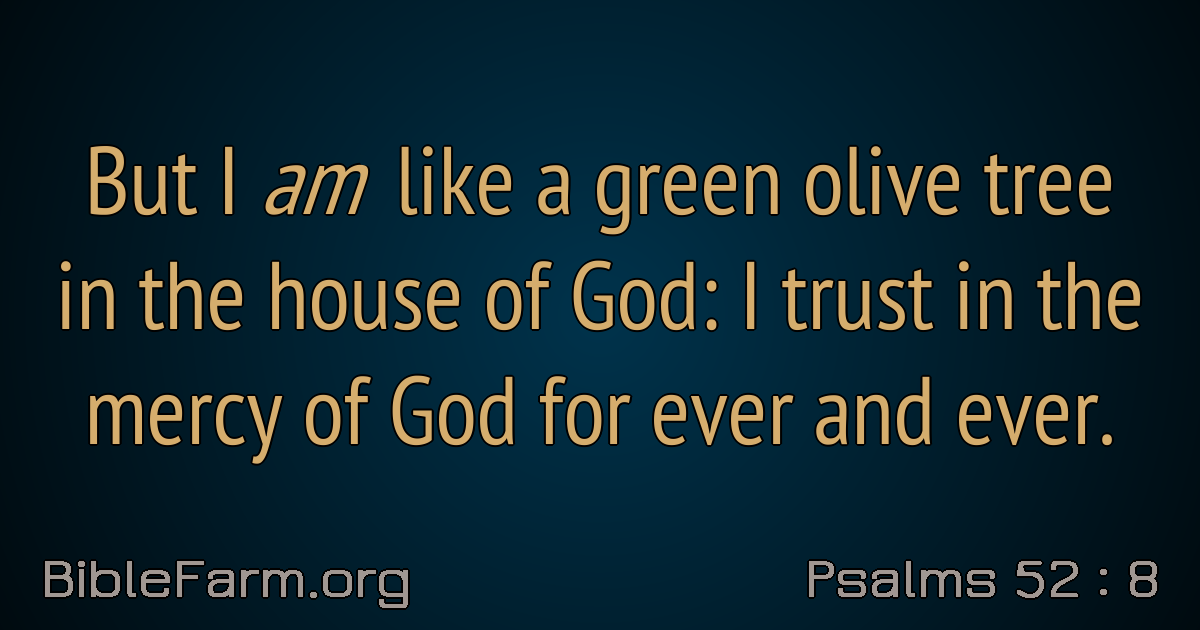 But I am like a green olive tree
in the house of God: I trust in the
mercy of God for ever and ever.
BibleFarm.org
Psalms 52 : 8